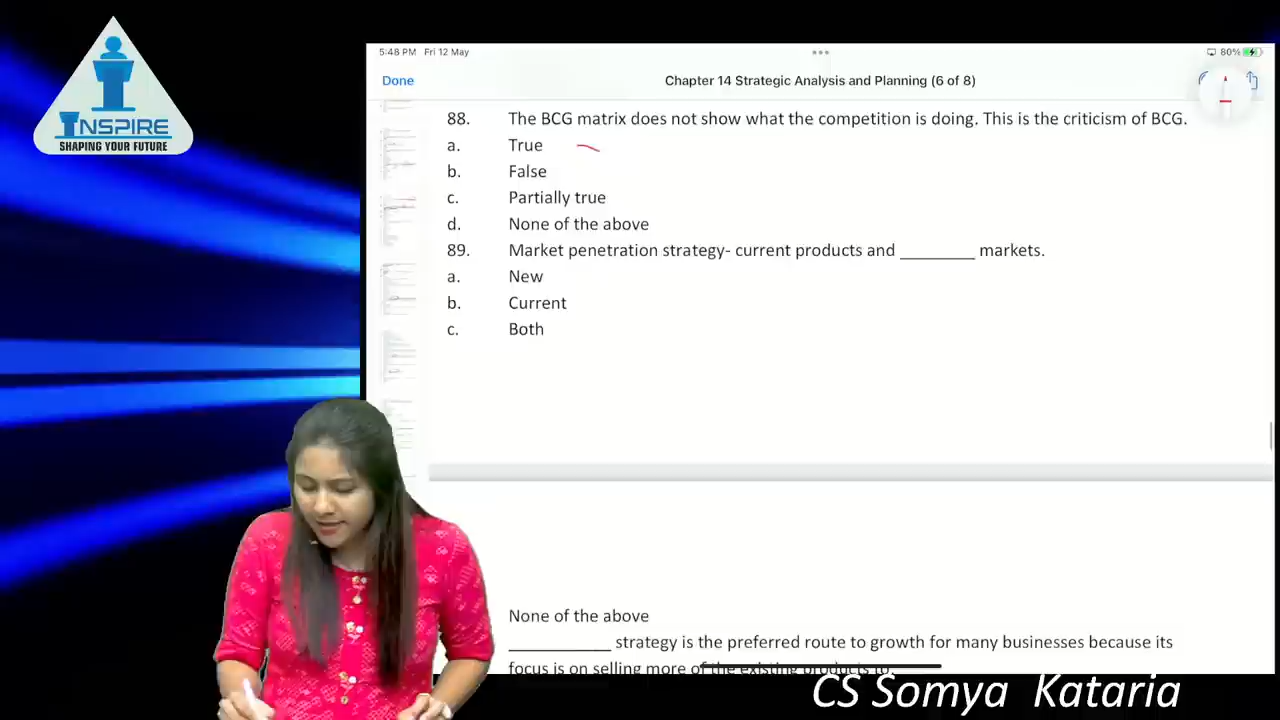 INSPIRE
SHAPING YOUR FUTURE
5:48 PM Fri 12 May
80%
Done
Chapter 14 Strategic Analysis and Planning (6 of 8)
88. The BCG matrix does not show what the competition is doing. This is the criticism of BCG.
a. True
b. False
c. Partially true
d. None of the above
89. Market penetration strategy- current products and ________ markets.
a. New
b. Current
c. Both
None of the above
___________ strategy is the preferred route to growth for many businesses because its
focus is on selling more of the existing products to
CS Somya Kataria